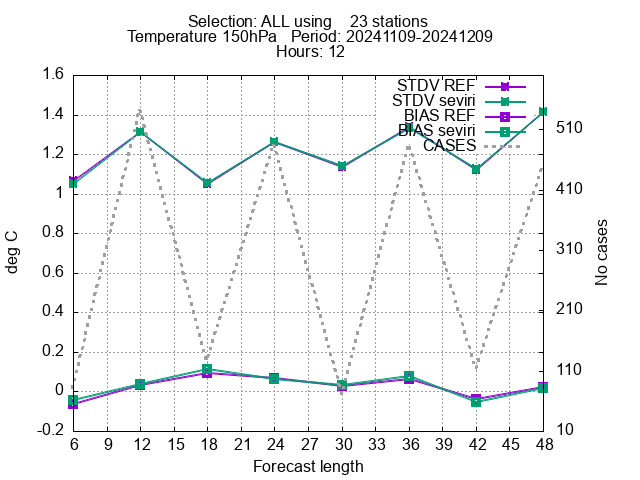 Selection: ALL using    23 stations
Temperature 150hPa   Period: 20241109-20241209
Hours: 12
STDV REF
STDV seviri
BIAS REF
BIAS seviri
CASES
1.6
1.4
1.2
1
0.8
0.6
0.4
0.2
0
-0.2
deg C
510
410
310
210
110
10
No cases
6 9 12 15 18 21 24 27 30 33 36 39 42 45 48
Forecast length